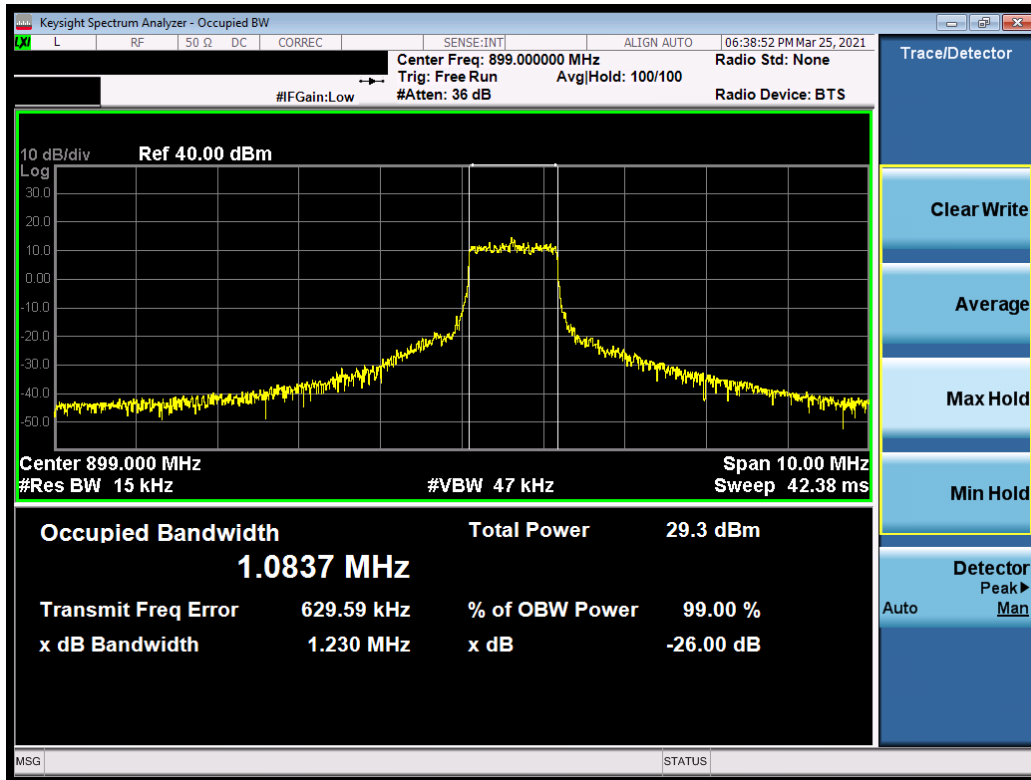 Keysight Spectrum Analyzer - Occupied BW
LXI L RF 50 Ω DC CORREC SENSE:INT ALIGN AUTO 06:38:52 PM Mar 25, 2021
Center Freq: 899.000000 MHz Radio Std: None
Trig: Free Run Avg|Hold: 100/100
#IFGain:Low #Atten: 36 dB Radio Device: BTS
10 dB/div Ref 40.00 dBm
Log
30.0
20.0
10.0
0.00
-10.0
-20.0
-30.0
-40.0
-50.0
Center 899.000 MHz Span 10.00 MHz
#Res BW 15 kHz #VBW 47 kHz Sweep 42.38 ms
Occupied Bandwidth Total Power 29.3 dBm
1.0837 MHz
Transmit Freq Error 629.59 kHz % of OBW Power 99.00 %
x dB Bandwidth 1.230 MHz x dB -26.00 dB
MSG STATUS
Trace/Detector
Clear Write
Average
Max Hold
Min Hold
Detector
Peak▶
Auto Man